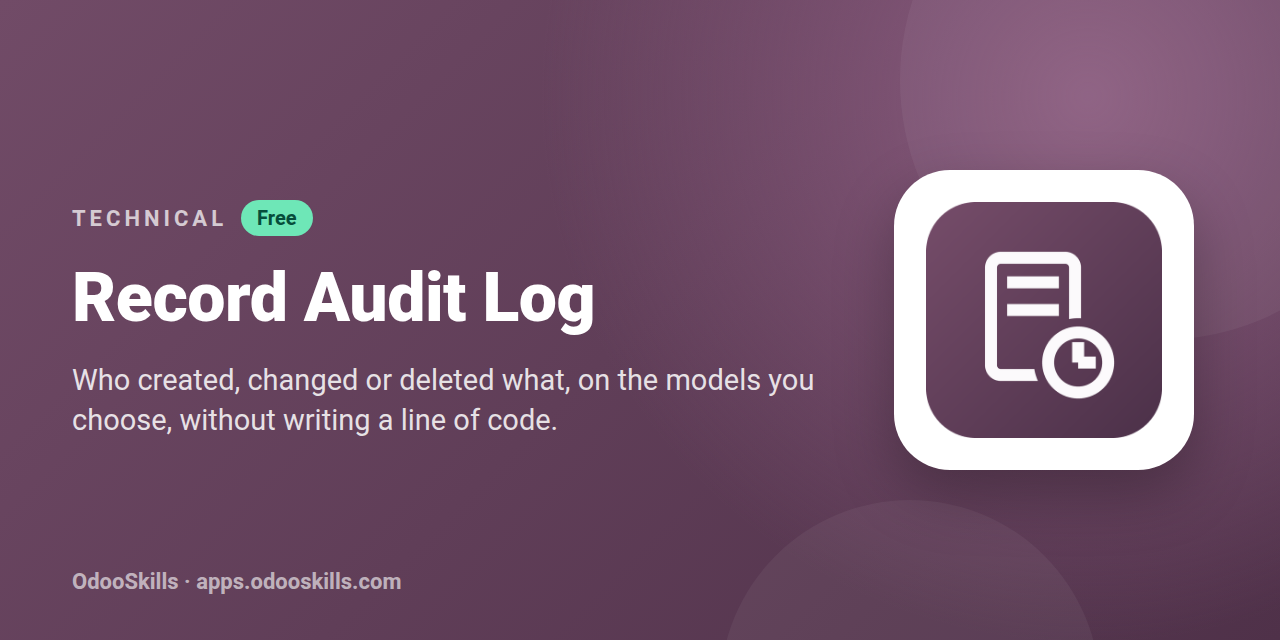 TECHNICAL Free
Record Audit Log
Who created, changed or deleted what, on the models you
choose, without writing a line of code.
OdooSkills · apps.odooskills.com